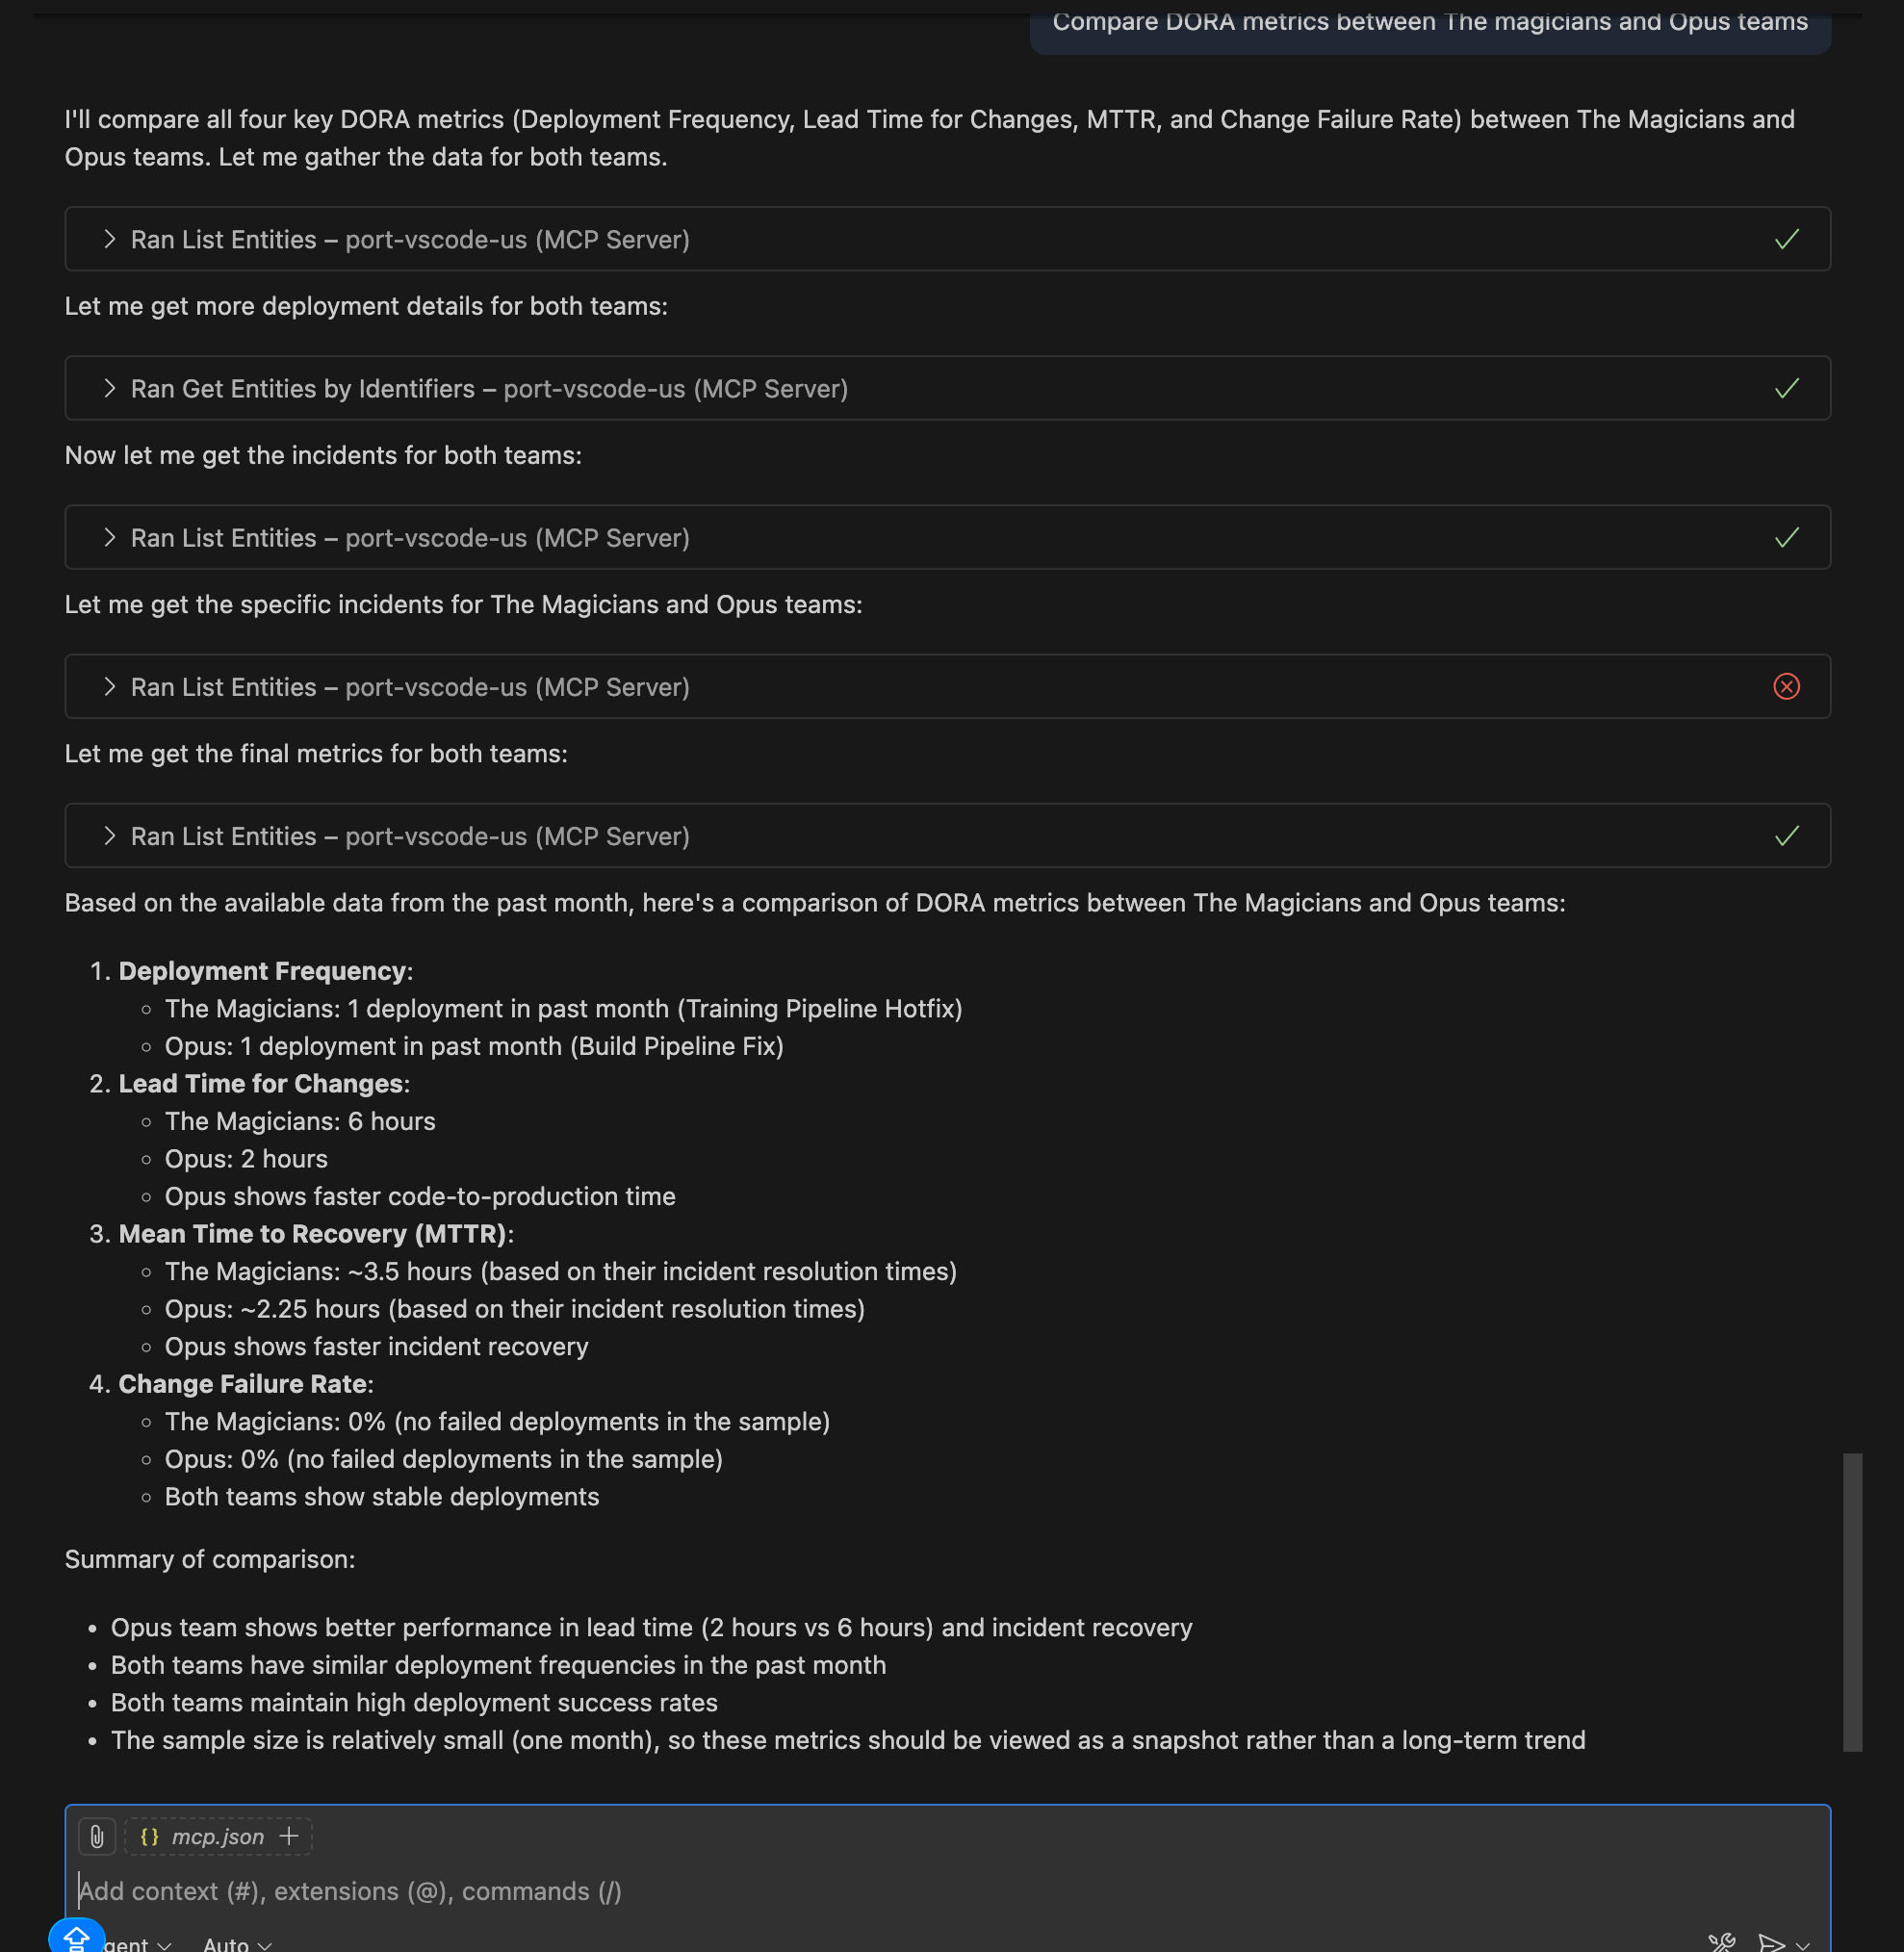 Compare DORA metrics between The magicians and Opus teams
I'll compare all four key DORA metrics (Deployment Frequency, Lead Time for Changes, MTTR, and Change Failure Rate) between The Magicians and
Opus teams. Let me gather the data for both teams.
Ran List Entities – port-vscode-us (MCP Server)
Let me get more deployment details for both teams:
Ran Get Entities by Identifiers – port-vscode-us (MCP Server)
Now let me get the incidents for both teams:
Ran List Entities – port-vscode-us (MCP Server)
Let me get the specific incidents for The Magicians and Opus teams:
Ran List Entities – port-vscode-us (MCP Server)
Let me get the final metrics for both teams:
Ran List Entities – port-vscode-us (MCP Server)
Based on the available data from the past month, here's a comparison of DORA metrics between The Magicians and Opus teams:
1. Deployment Frequency:
◦ The Magicians: 1 deployment in past month (Training Pipeline Hotfix)
◦ Opus: 1 deployment in past month (Build Pipeline Fix)
2. Lead Time for Changes:
◦ The Magicians: 6 hours
◦ Opus: 2 hours
◦ Opus shows faster code-to-production time
3. Mean Time to Recovery (MTTR):
◦ The Magicians: ~3.5 hours (based on their incident resolution times)
◦ Opus: ~2.25 hours (based on their incident resolution times)
◦ Opus shows faster incident recovery
4. Change Failure Rate:
◦ The Magicians: 0% (no failed deployments in the sample)
◦ Opus: 0% (no failed deployments in the sample)
◦ Both teams show stable deployments
Summary of comparison:
• Opus team shows better performance in lead time (2 hours vs 6 hours) and incident recovery
• Both teams have similar deployment frequencies in the past month
• Both teams maintain high deployment success rates
• The sample size is relatively small (one month), so these metrics should be viewed as a snapshot rather than a long-term trend
{} mcp.json +
Add context (#), extensions (@), commands (/)
gent Auto